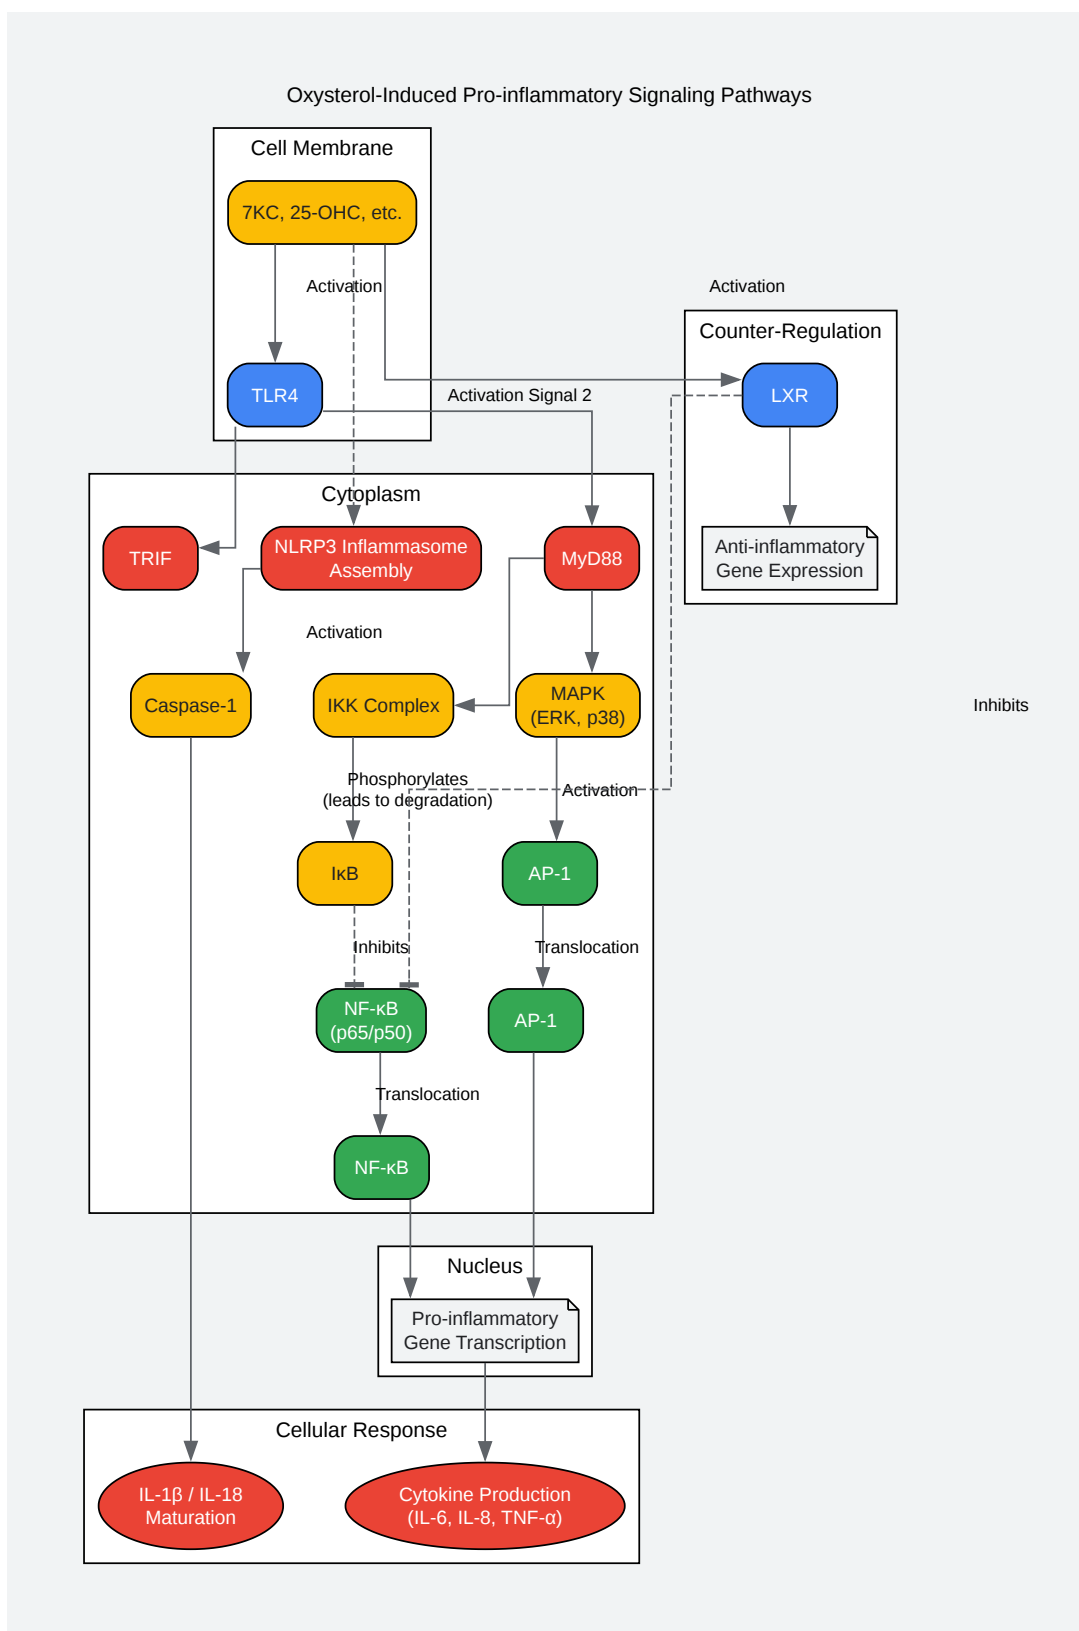 Oxysterol-Induced Pro-inflammatory Signaling Pathways
Cell Membrane
7KC, 25-OHC, etc.
Activation
Activation
Counter-Regulation
TLR4
Activation Signal 2
LXR
Cytoplasm
TRIF
NLRP3 Inflammasome
Assembly
MyD88
Anti-inflammatory
Gene Expression
Activation
Caspase-1
IKK Complex
MAPK
(ERK, p38)
Inhibits
Phosphorylates
(leads to degradation)
Activation
IκB
AP-1
Inhibits
Translocation
NF-κB
(p65/p50)
AP-1
Translocation
NF-κB
Nucleus
Pro-inflammatory
Gene Transcription
Cellular Response
IL-1β / IL-18
Maturation
Cytokine Production
(IL-6, IL-8, TNF-α)